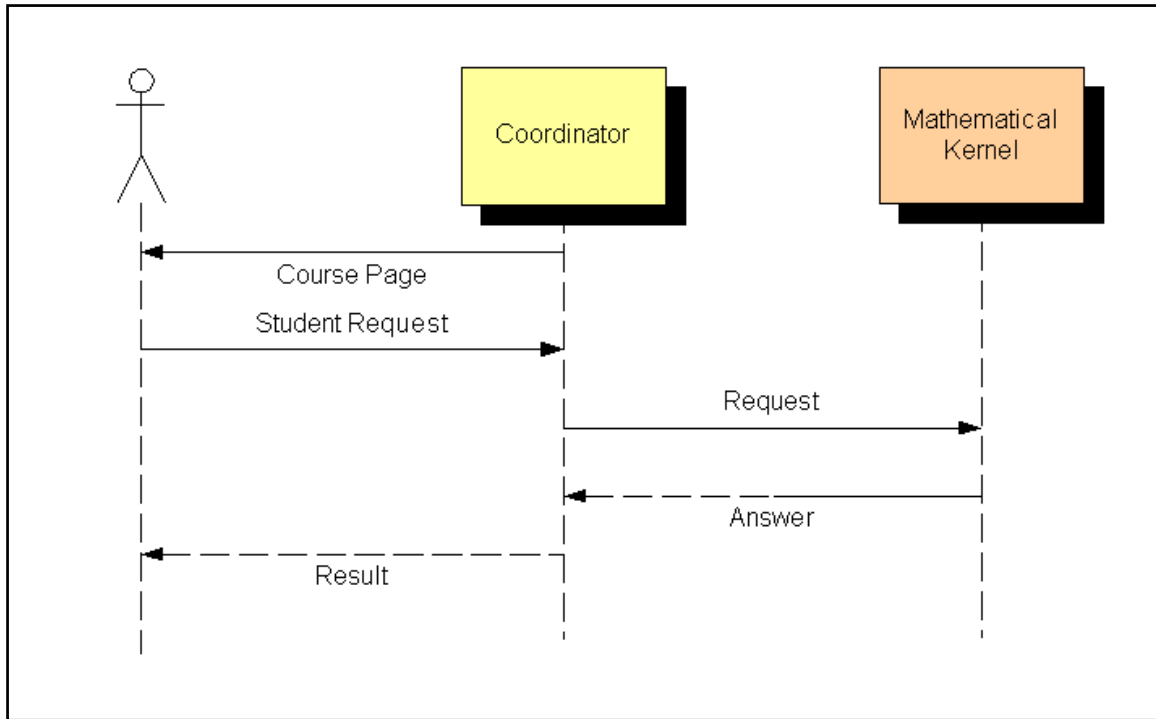 Coordinator
Mathematical
Kernel
Course Page
Student Request
Request
Answer
Result